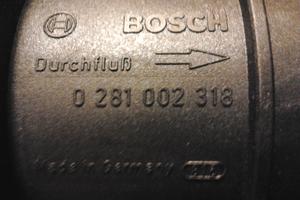 BOSCH
Durchfluß
0 281 002 318
Made in Germany